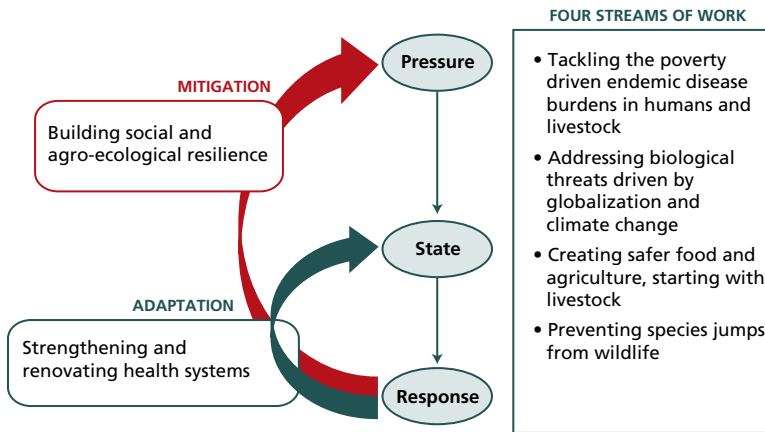 FOUR STREAMS OF WORK
Pressure
MITIGATION
Building social and
agro-ecological resilience
State
ADAPTATION
Strengthening and
renovating health systems
Response
• Tackling the poverty
driven endemic disease
burdens in humans and
livestock
• Addressing biological
threats driven by
globalization and
climate change
• Creating safer food and
agriculture, starting with
livestock
• Preventing species jumps
from wildlife